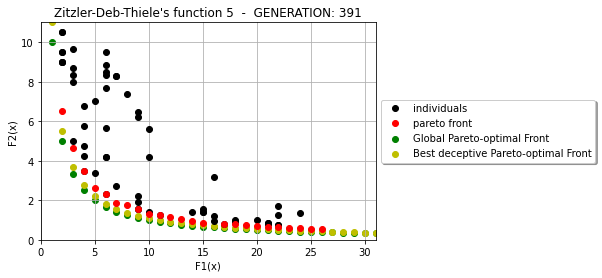 Zitzler-Deb-Thiele's function 5  -  GENERATION: 391
10
8
6
4
2
0
F2(x)
0 5 10 15 20 25 30
F1(x)
individuals
pareto front
Global Pareto-optimal Front
Best deceptive Pareto-optimal Front